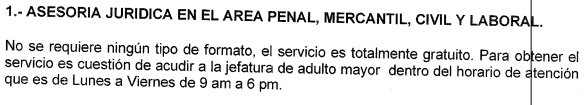 1.- ASESORIA JURIDICA EN EL AREA PENAL, MERCANTIL, CIVIL Y LABORAL.
No se requiere ningún tipo de formato, el servicio es totalmente gratuito. Para obtener el
servicio es cuestión de acudir a la jefatura de adulto mayor dentro del horario de atención
que es de Lunes a Viernes de 9 am a 6 pm.